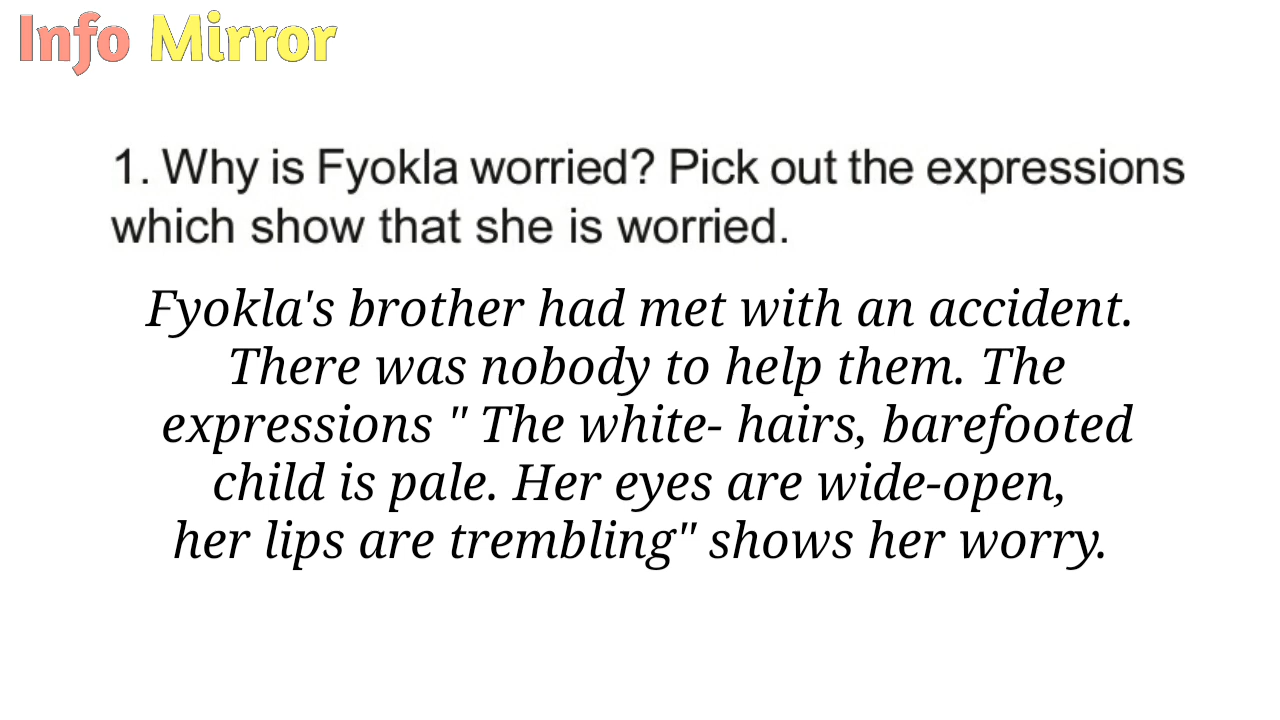 Info Mirror
1. Why is Fyokla worried? Pick out the expressions
which show that she is worried.
Fyokla's brother had met with an accident.
There was nobody to help them. The
expressions " The white- hairs, barefooted
child is pale. Her eyes are wide-open,
her lips are trembling" shows her worry.